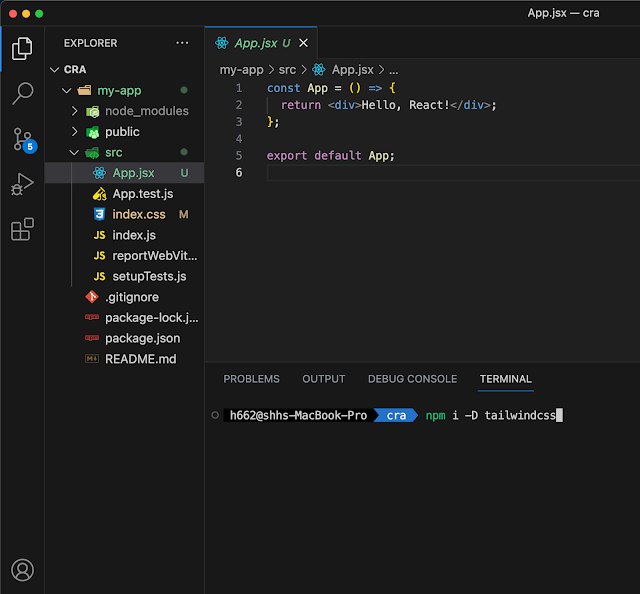 App.jsx — cra
EXPLORER ···
App.jsx U
CRA
my-app
node_modules
public
src
App.jsx U
App.test.js
index.css M
index.js
reportWebVit...
setupTests.js
.gitignore
package-lock.j...
package.json
README.md
5
my-app > src > App.jsx > ...
1 const App = () => {
2 return <div>Hello, React!</div>;
3 };
4
5 export default App;
6
PROBLEMS OUTPUT DEBUG CONSOLE TERMINAL
h662@shhs-MacBook-Pro cra npm i -D tailwindcss